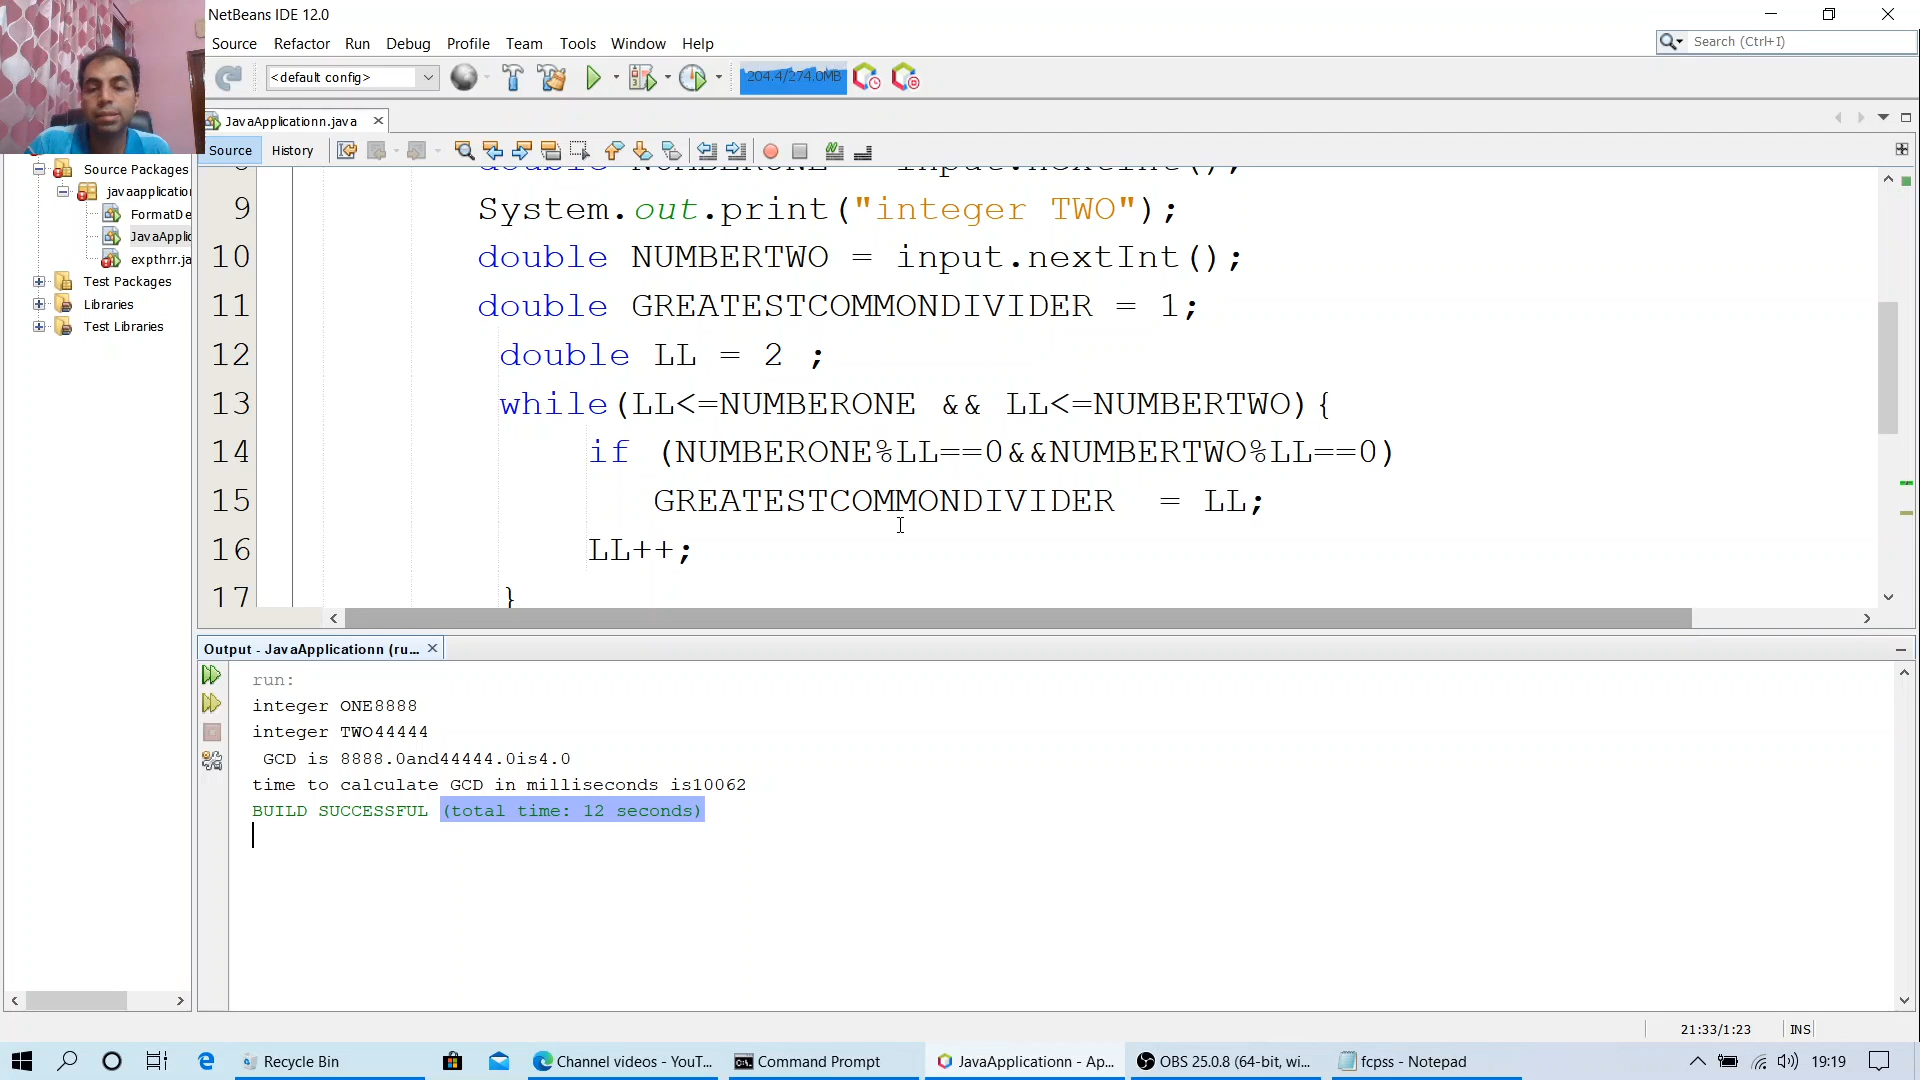 NetBeans IDE 12.0
Source Refactor Run Debug Profile Team Tools Window Help
Search (Ctrl+I)
<default config>
204.4/274.0MB
JavaApplicationn.java
Source History
Source Packages
javaapplication
FormatDe
JavaApplic
expthrr.ja
Test Packages
Libraries
Test Libraries
9 System.out.print("integer TWO");
10 double NUMBERTWO = input.nextInt();
11 double GREATESTCOMMONDIVIDER = 1;
12 double LL = 2 ;
13 while(LL<=NUMBERONE && LL<=NUMBERTWO){
14 if (NUMBERONE%LL==0&&NUMBERTWO%LL==0)
15 GREATESTCOMMONDIVIDER = LL;
16 LL++;
17 }
Output - JavaApplicationn (ru...
run:
integer ONE8888
integer TWO44444
GCD is 8888.0and44444.0is4.0
time to calculate GCD in milliseconds is10062
BUILD SUCCESSFUL (total time: 12 seconds)
21:33/1:23 INS
Recycle Bin
Channel videos - YouT...
Command Prompt
JavaApplicationn - Ap...
OBS 25.0.8 (64-bit, wi...
fcpss - Notepad
19:19